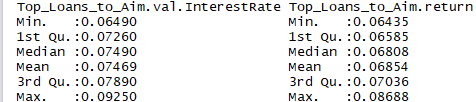 Top_Loans_to_Aim.val.InterestRate Top_Loans_to_Aim.return
Min.   :0.06490 Min.   :0.06435
1st Qu.:0.07260 1st Qu.:0.06585
Median :0.07490 Median :0.06808
Mean   :0.07469 Mean   :0.06854
3rd Qu.:0.07890 3rd Qu.:0.07036
Max.   :0.09250 Max.   :0.08688